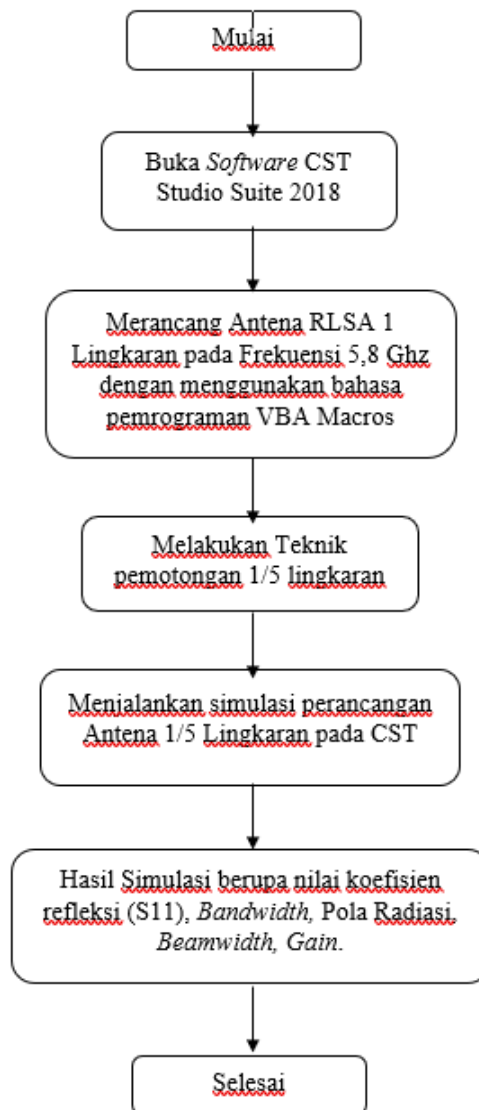 Mulai
Buka Software CST
Studio Suite 2018
Merancang Antena RLSA 1
Lingkaran pada Frekuensi 5,8 Ghz
dengan menggunakan bahasa
pemrograman VBA Macros
Melakukan Teknik
pemotongan 1/5 lingkaran
Menjalankan simulasi perancangan
Antena 1/5 Lingkaran pada CST
Hasil Simulasi berupa nilai koefisien
refleksi (S11), Bandwidth, Pola Radiasi,
Beamwidth, Gain.
Selesai